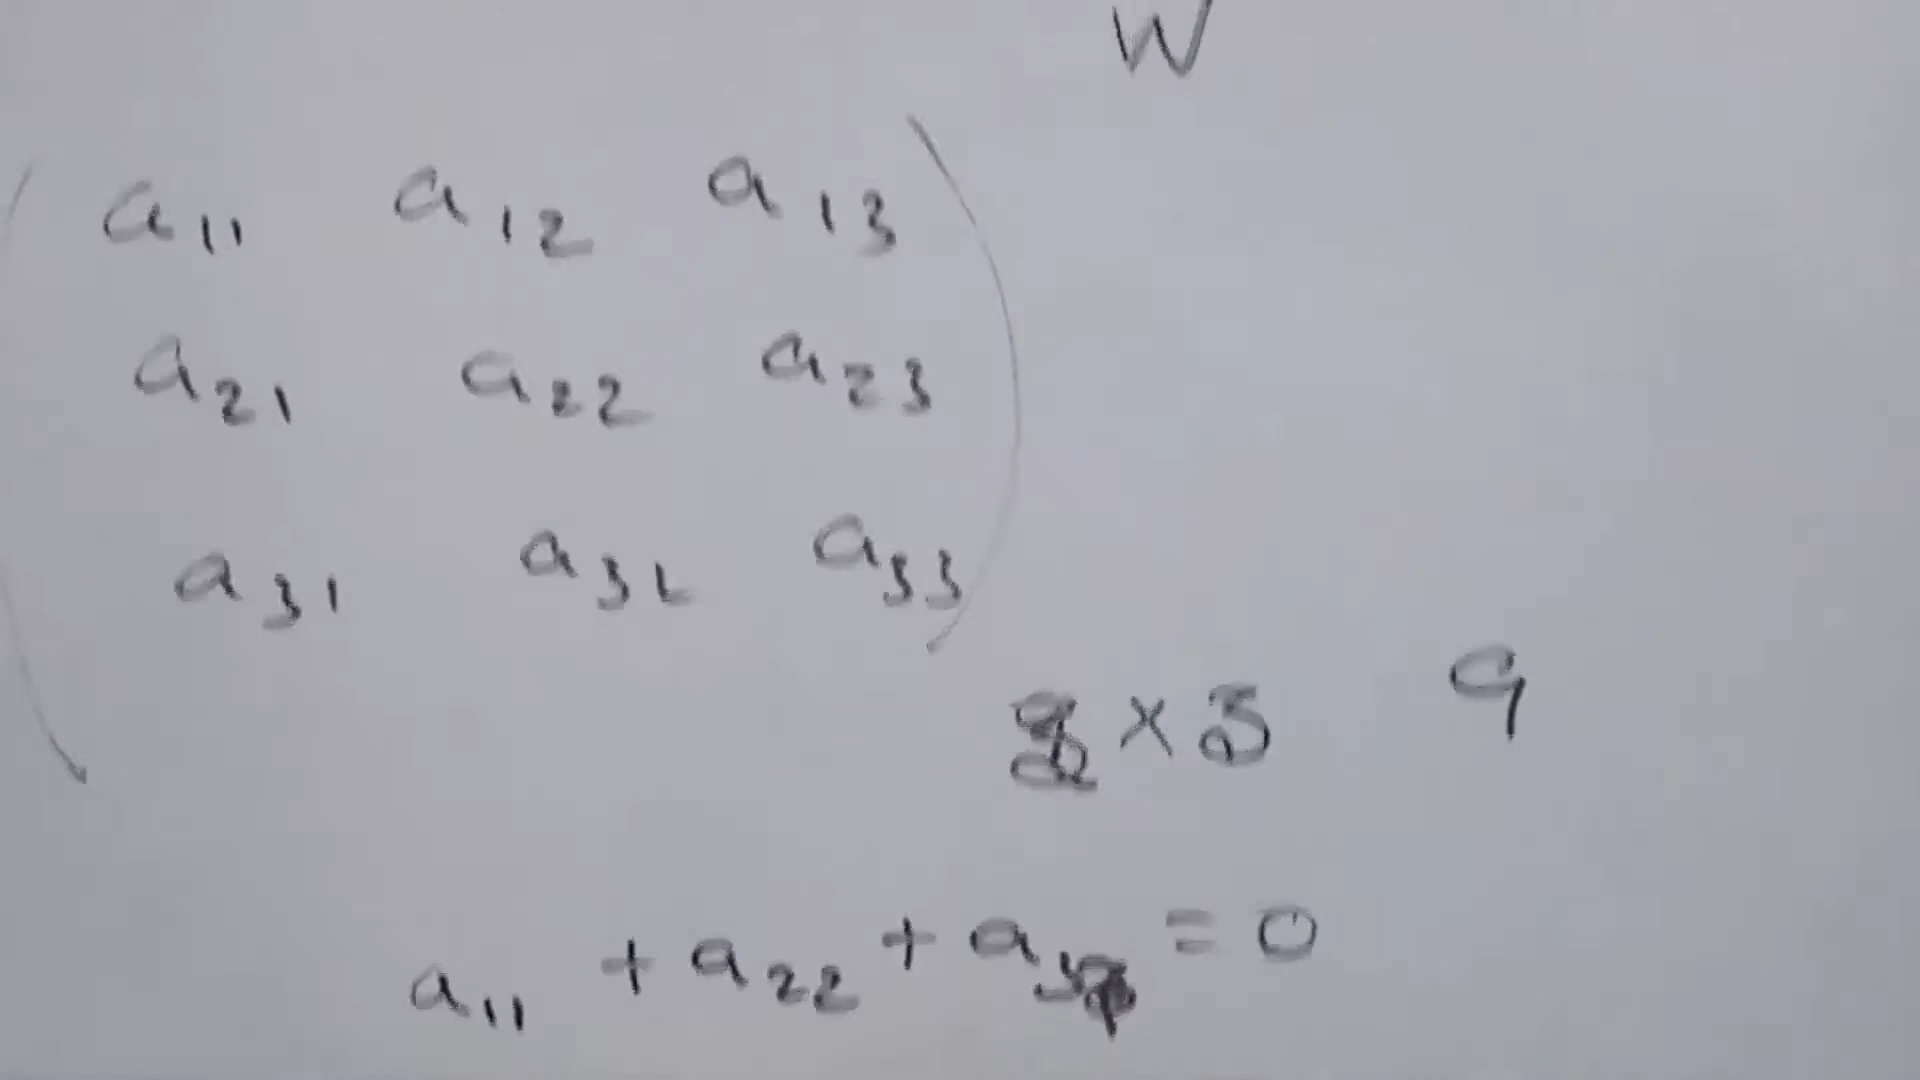 W
a11 a12 a13
a21 a22 a23
a31 a32 a33
3 × 3 9
a11 + a22 + a33 = 0